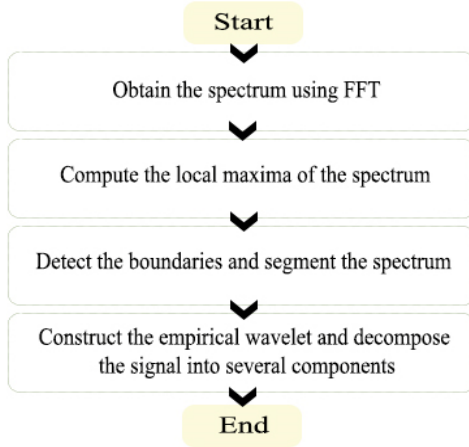 Start
Obtain the spectrum using FFT
Compute the local maxima of the spectrum
Detect the boundaries and segment the spectrum
Construct the empirical wavelet and decompose
the signal into several components
End